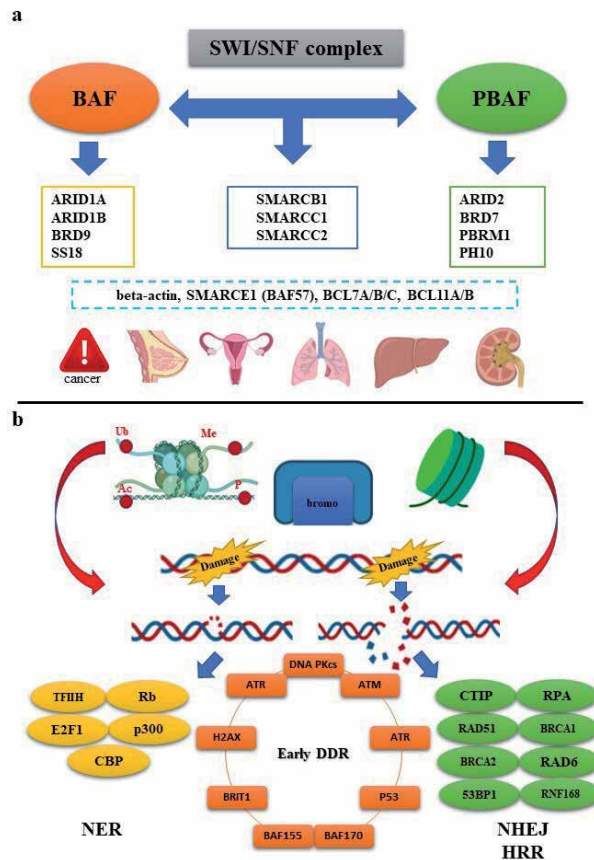 a
SWI/SNF complex
BAF
PBAF
ARID1A
ARID1B
BRD9
SS18
SMARCB1
SMARCC1
SMARCC2
ARID2
BRD7
PBRM1
PH10
beta-actin, SMARCE1 (BAF57), BCL7A/B/C, BCL11A/B
!
cancer
b
Ub
Me
Ac
P
bromo
Damage
Damage
DNA PKcs
ATR
ATM
H2AX
ATR
Early DDR
BRIT1
P53
BAF155
BAF170
TFIIH
Rb
E2F1
p300
CBP
NER
CTIP
RPA
RAD51
BRCA1
BRCA2
RAD6
53BP1
RNF168
NHEJ
HRR